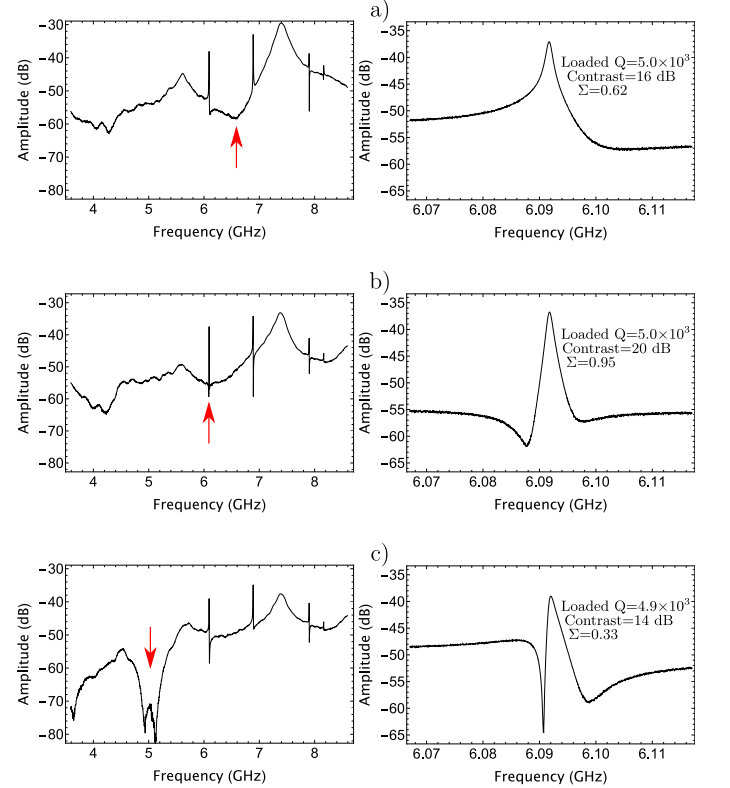 a)
−30
−40
−50
−60
−70
−80
Amplitude (dB)
4 5 6 7 8
Frequency (GHz)
−35
−40
−45
−50
−55
−60
−65
Amplitude (dB)
Loaded Q=5.0×10³
Contrast=16 dB
Σ=0.62
6.07 6.08 6.09 6.10 6.11
Frequency (GHz)
b)
−30
−40
−50
−60
−70
−80
Amplitude (dB)
4 5 6 7 8
Frequency (GHz)
−35
−40
−45
−50
−55
−60
−65
Amplitude (dB)
Loaded Q=5.0×10³
Contrast=20 dB
Σ=0.95
6.07 6.08 6.09 6.10 6.11
Frequency (GHz)
c)
−30
−40
−50
−60
−70
−80
Amplitude (dB)
4 5 6 7 8
Frequency (GHz)
−35
−40
−45
−50
−55
−60
−65
Amplitude (dB)
Loaded Q=4.9×10³
Contrast=14 dB
Σ=0.33
6.07 6.08 6.09 6.10 6.11
Frequency (GHz)